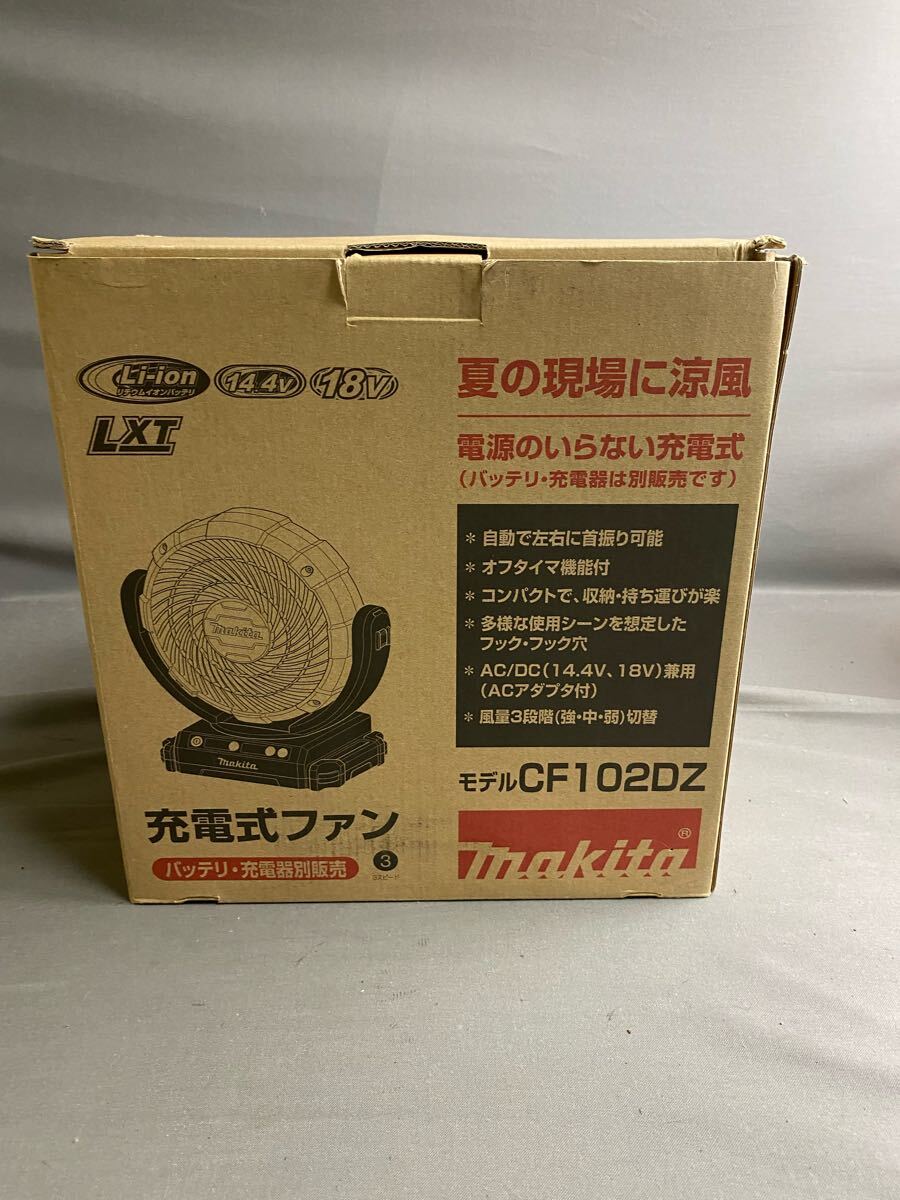 Li-ion
リチウムイオンバッテリ
14.4V
18V
LXT
夏の現場に涼風
電源のいらない充電式
(バッテリ・充電器は別販売です)
＊ 自動で左右に首振り可能
＊ オフタイマ機能付
＊ コンパクトで、収納・持ち運びが楽
＊ 多様な使用シーンを想定した
フック・フック穴
＊ AC/DC(14.4V、18V)兼用
(ACアダプタ付)
＊ 風量3段階(強・中・弱)切替
makita
makita
モデルCF102DZ
充電式ファン
バッテリ・充電器別販売
3
3スピード
makita®